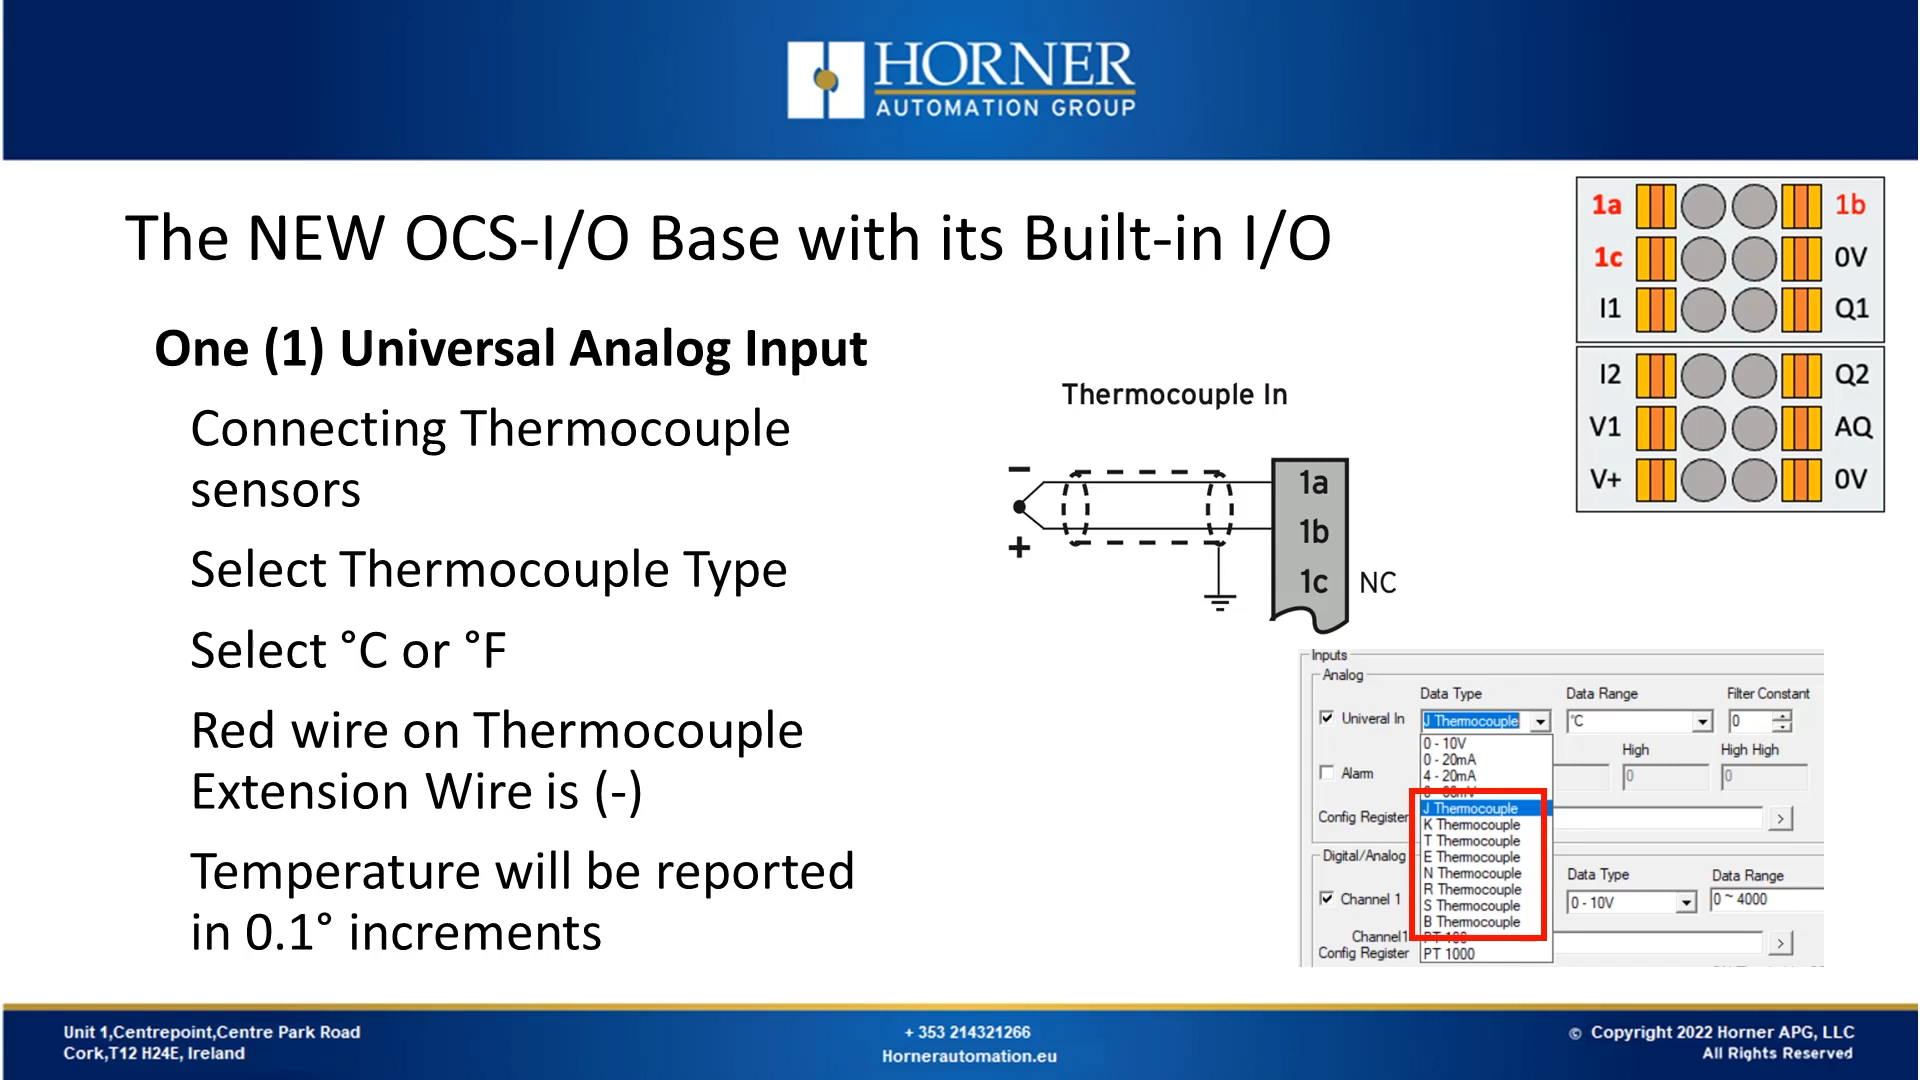 HORNER
AUTOMATION GROUP
The NEW OCS-I/O Base with its Built-in I/O
One (1) Universal Analog Input
Connecting Thermocouple
sensors
Select Thermocouple Type
Select °C or °F
Red wire on Thermocouple
Extension Wire is (-)
Temperature will be reported
in 0.1° increments
Thermocouple In
−
+
1a
1b
1c NC
1a 1b
1c 0V
I1 Q1
I2 Q2
V1 AQ
V+ 0V
Inputs
Analog
Data Type Data Range Filter Constant
Univeral In J Thermocouple °C 0
0 - 10V
0 - 20mA
4 - 20mA
High High High
Alarm 0 0
J Thermocouple
K Thermocouple
T Thermocouple
E Thermocouple
N Thermocouple
R Thermocouple
S Thermocouple
B Thermocouple
PT 100
PT 1000
Config Register >
Digital/Analog
Data Type Data Range
Channel 1 0 - 10V 0 ~ 4000
Channel1
Config Register >
Unit 1,Centrepoint,Centre Park Road
Cork,T12 H24E, Ireland
+ 353 214321266
Hornerautomation.eu
© Copyright 2022 Horner APG, LLC
All Rights Reserved